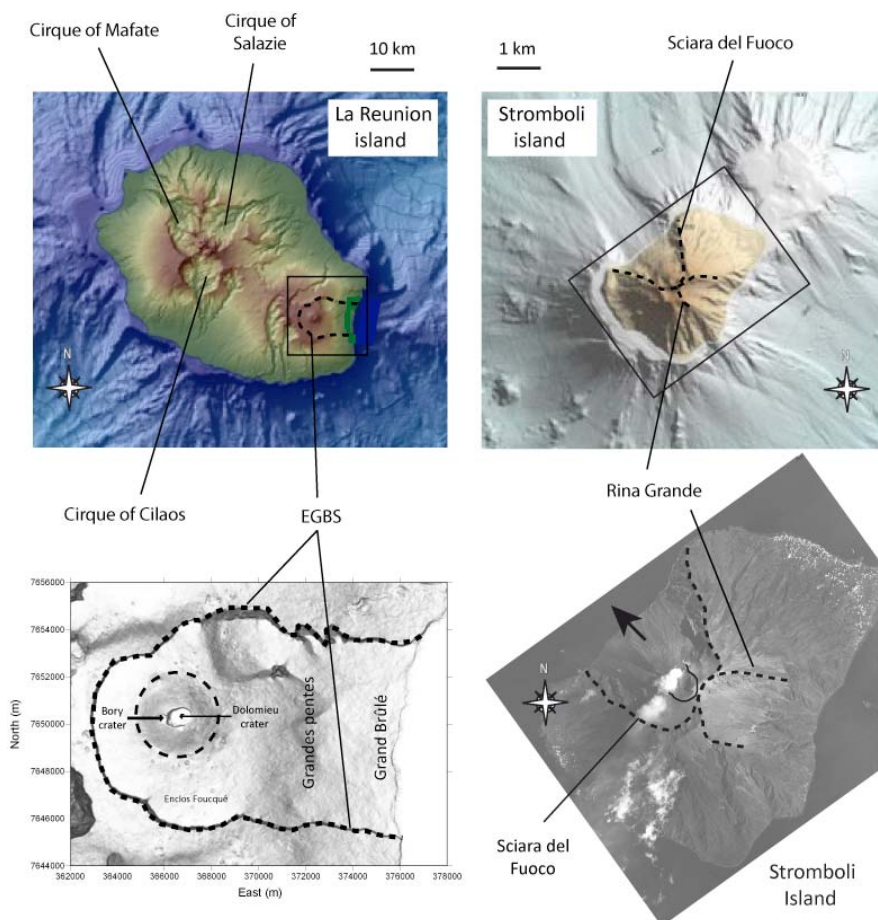 Cirque of Mafate
Cirque of
Salazie
10 km
1 km
Sciara del Fuoco
La Reunion
island
Stromboli
island
N
N
Cirque of Cilaos
EGBS
Rina Grande
7656000
7654000
7652000
7650000
7648000
7646000
7644000
North (m)
Bory
crater
Dolomieu
crater
Enclos Foucqué
Grandes pentes
Grand Brûlé
362000
364000
366000
368000
370000
372000
374000
376000
378000
East (m)
N
Sciara del
Fuoco
Stromboli
Island